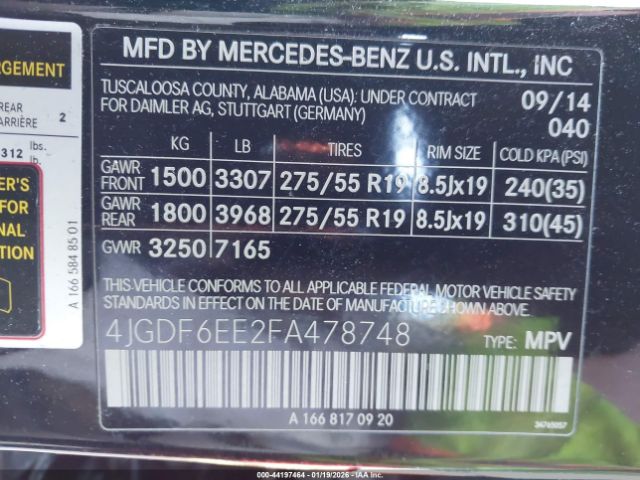 RGEMENT
REAR
ARRIÈRE 2
312 lbs.
lb.
ER'S
FOR
ONAL
ION
A 166 584 85 01
MFD BY MERCEDES-BENZ U.S. INTL., INC
TUSCALOOSA COUNTY, ALABAMA (USA): UNDER CONTRACT
FOR DAIMLER AG, STUTTGART (GERMANY)
09/14
040
KG LB TIRES RIM SIZE COLD KPA (PSI)
GAWR FRONT 1500 3307 275/55 R19 8.5Jx19 240(35)
GAWR REAR 1800 3968 275/55 R19 8.5Jx19 310(45)
GVWR 3250 7165
THIS VEHICLE CONFORMS TO ALL APPLICABLE FEDERAL MOTOR VEHICLE SAFETY
STANDARDS IN EFFECT ON THE DATE OF MANUFACTURE SHOWN ABOVE.
4JGDF6EE2FA478748 TYPE: MPV
A 166 817 09 20
34765057
000-44197464 - 01/19/2026 - IAA Inc.